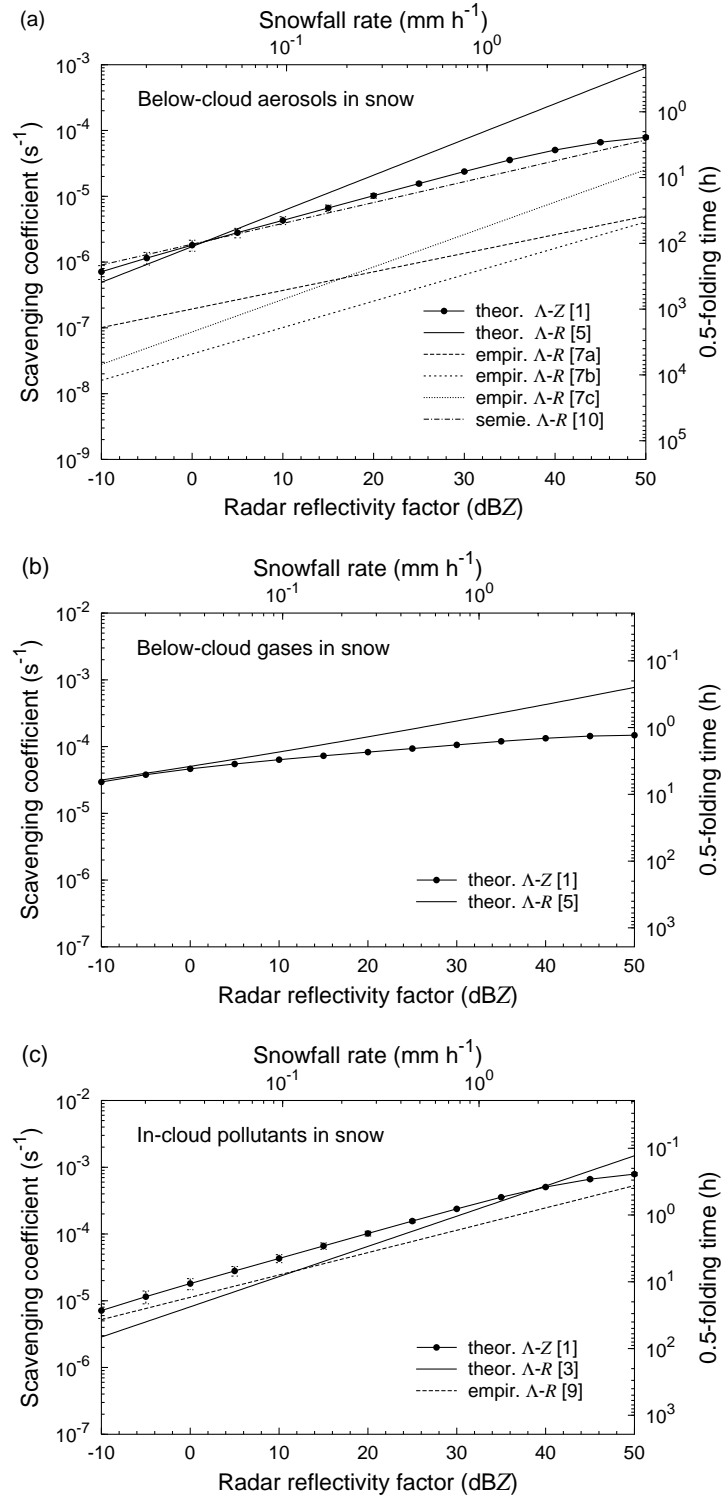 (a)
Snowfall rate (mm h⁻¹)
10⁻¹ 10⁰
Below-cloud aerosols in snow
Scavenging coefficient (s⁻¹)
10⁻³
10⁻⁴
10⁻⁵
10⁻⁶
10⁻⁷
10⁻⁸
10⁻⁹
0.5-folding time (h)
10⁰
10¹
10²
10³
10⁴
10⁵
theor. Λ-Z [1]
theor. Λ-R [5]
empir. Λ-R [7a]
empir. Λ-R [7b]
empir. Λ-R [7c]
semie. Λ-R [10]
-10 0 10 20 30 40 50
Radar reflectivity factor (dBZ)
(b)
Snowfall rate (mm h⁻¹)
10⁻¹ 10⁰
Below-cloud gases in snow
Scavenging coefficient (s⁻¹)
10⁻²
10⁻³
10⁻⁴
10⁻⁵
10⁻⁶
10⁻⁷
0.5-folding time (h)
10⁻¹
10⁰
10¹
10²
10³
theor. Λ-Z [1]
theor. Λ-R [5]
-10 0 10 20 30 40 50
Radar reflectivity factor (dBZ)
(c)
Snowfall rate (mm h⁻¹)
10⁻¹ 10⁰
In-cloud pollutants in snow
Scavenging coefficient (s⁻¹)
10⁻²
10⁻³
10⁻⁴
10⁻⁵
10⁻⁶
10⁻⁷
0.5-folding time (h)
10⁻¹
10⁰
10¹
10²
10³
theor. Λ-Z [1]
theor. Λ-R [3]
empir. Λ-R [9]
-10 0 10 20 30 40 50
Radar reflectivity factor (dBZ)